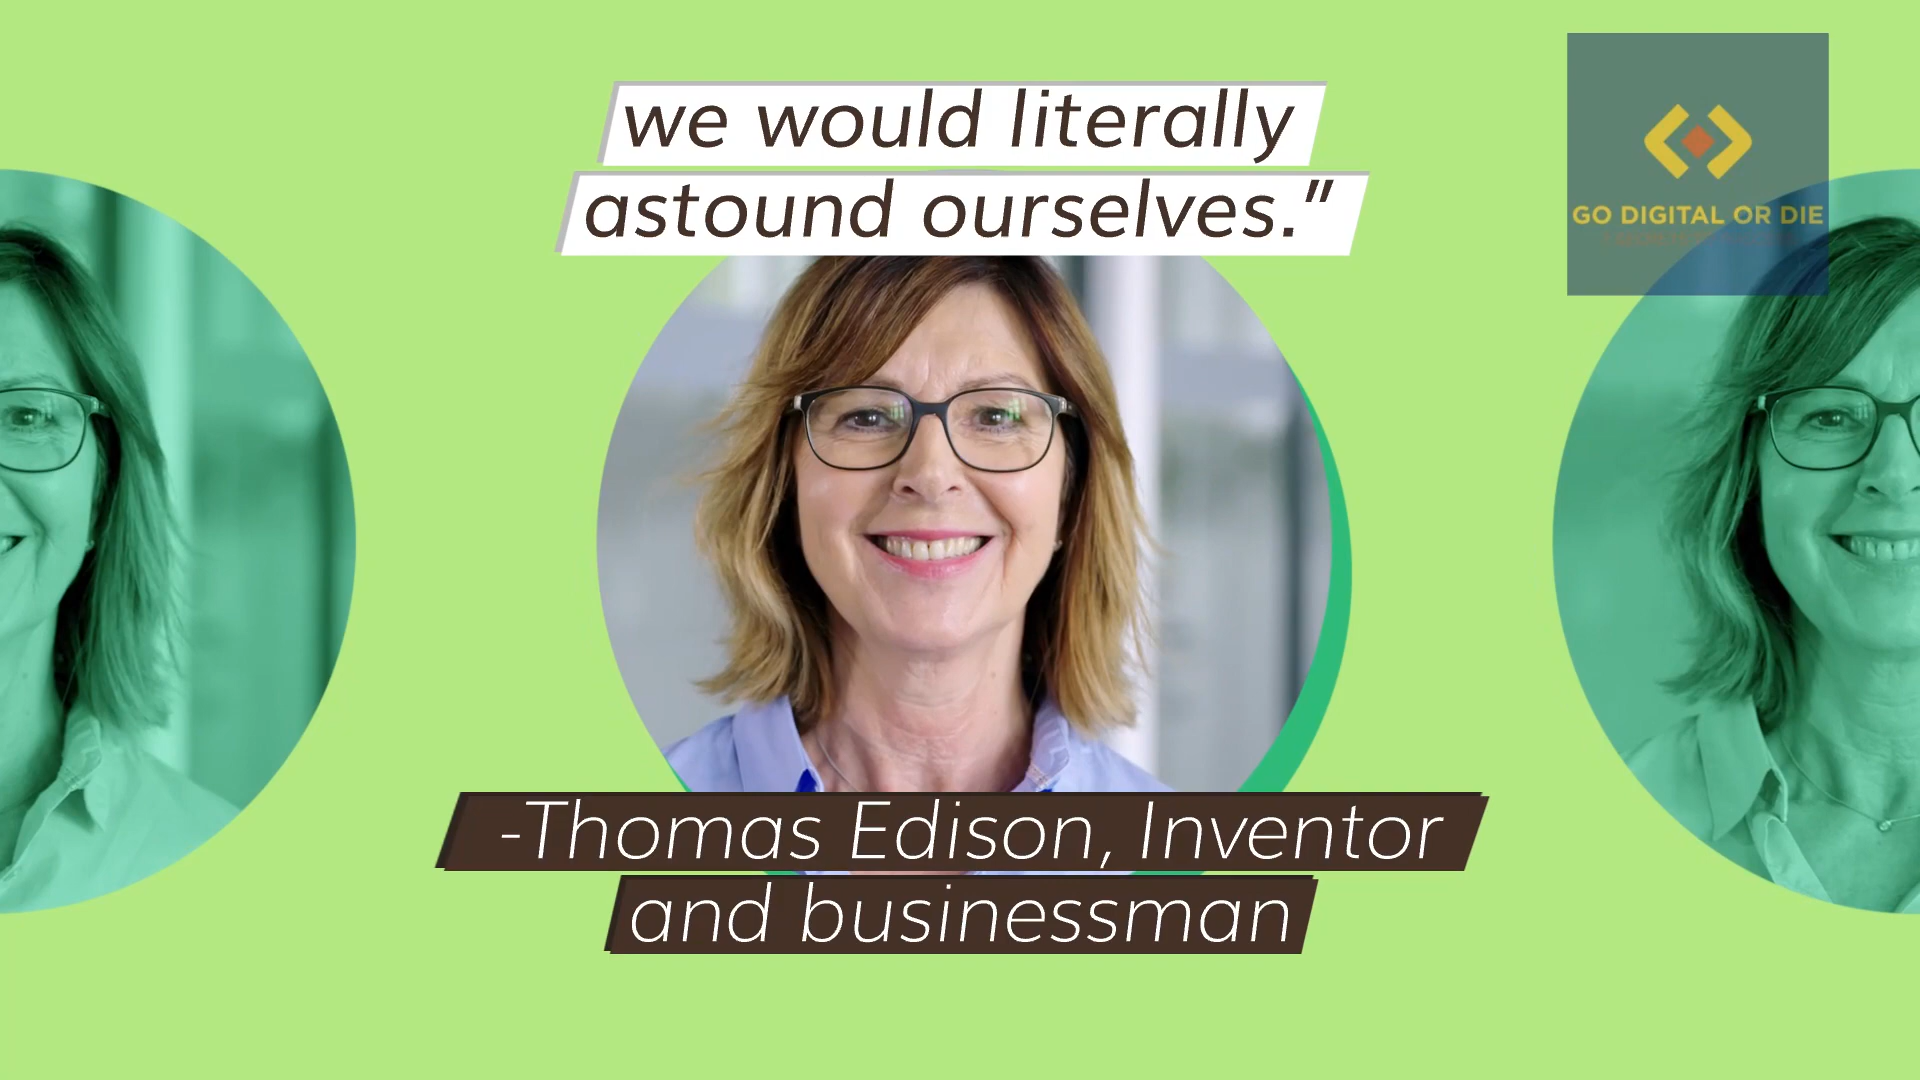 we would literally
astound ourselves.”
GO DIGITAL OR DIE
-Thomas Edison, Inventor
and businessman